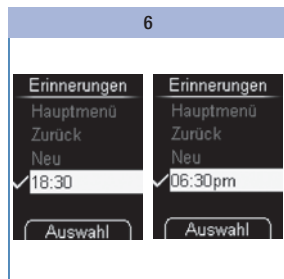 6
Erinnerungen
Hauptmenü
Zurück
Neu
18:30
Auswahl
Erinnerungen
Hauptmenü
Zurück
Neu
06:30pm
Auswahl